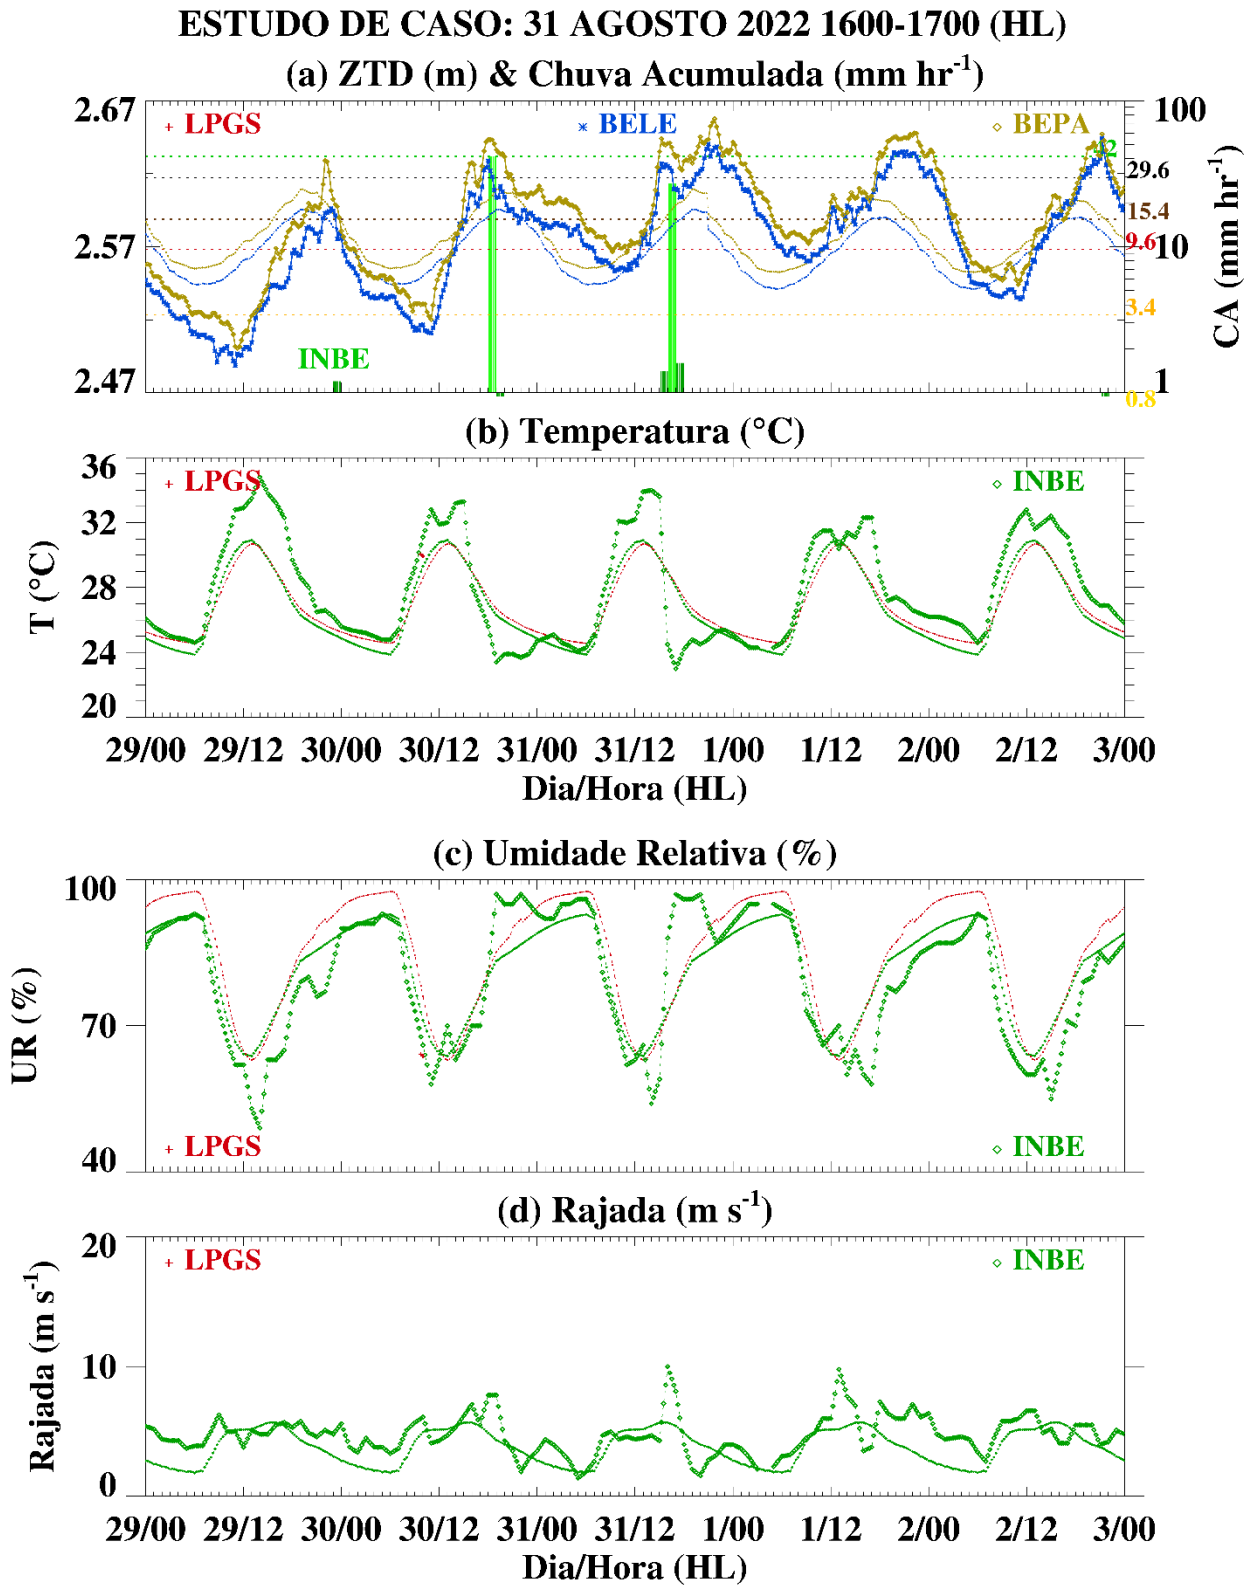 ESTUDO DE CASO: 31 AGOSTO 2022 1600-1700 (HL)
(a) ZTD (m) & Chuva Acumulada (mm hr⁻¹)
2.67
2.57
2.47
+ LPGS
BELE
BEPA
INBE
100
10
1
42
29.6
15.4
9.6
3.4
0.8
CA (mm hr⁻¹)
(b) Temperatura (°C)
T (°C)
36
32
28
24
20
+ LPGS
INBE
29/00 29/12 30/00 30/12 31/00 31/12 1/00 1/12 2/00 2/12 3/00
Dia/Hora (HL)
(c) Umidade Relativa (%)
UR (%)
100
70
40
+ LPGS
INBE
(d) Rajada (m s⁻¹)
Rajada (m s⁻¹)
20
10
0
+ LPGS
INBE
29/00 29/12 30/00 30/12 31/00 31/12 1/00 1/12 2/00 2/12 3/00
Dia/Hora (HL)